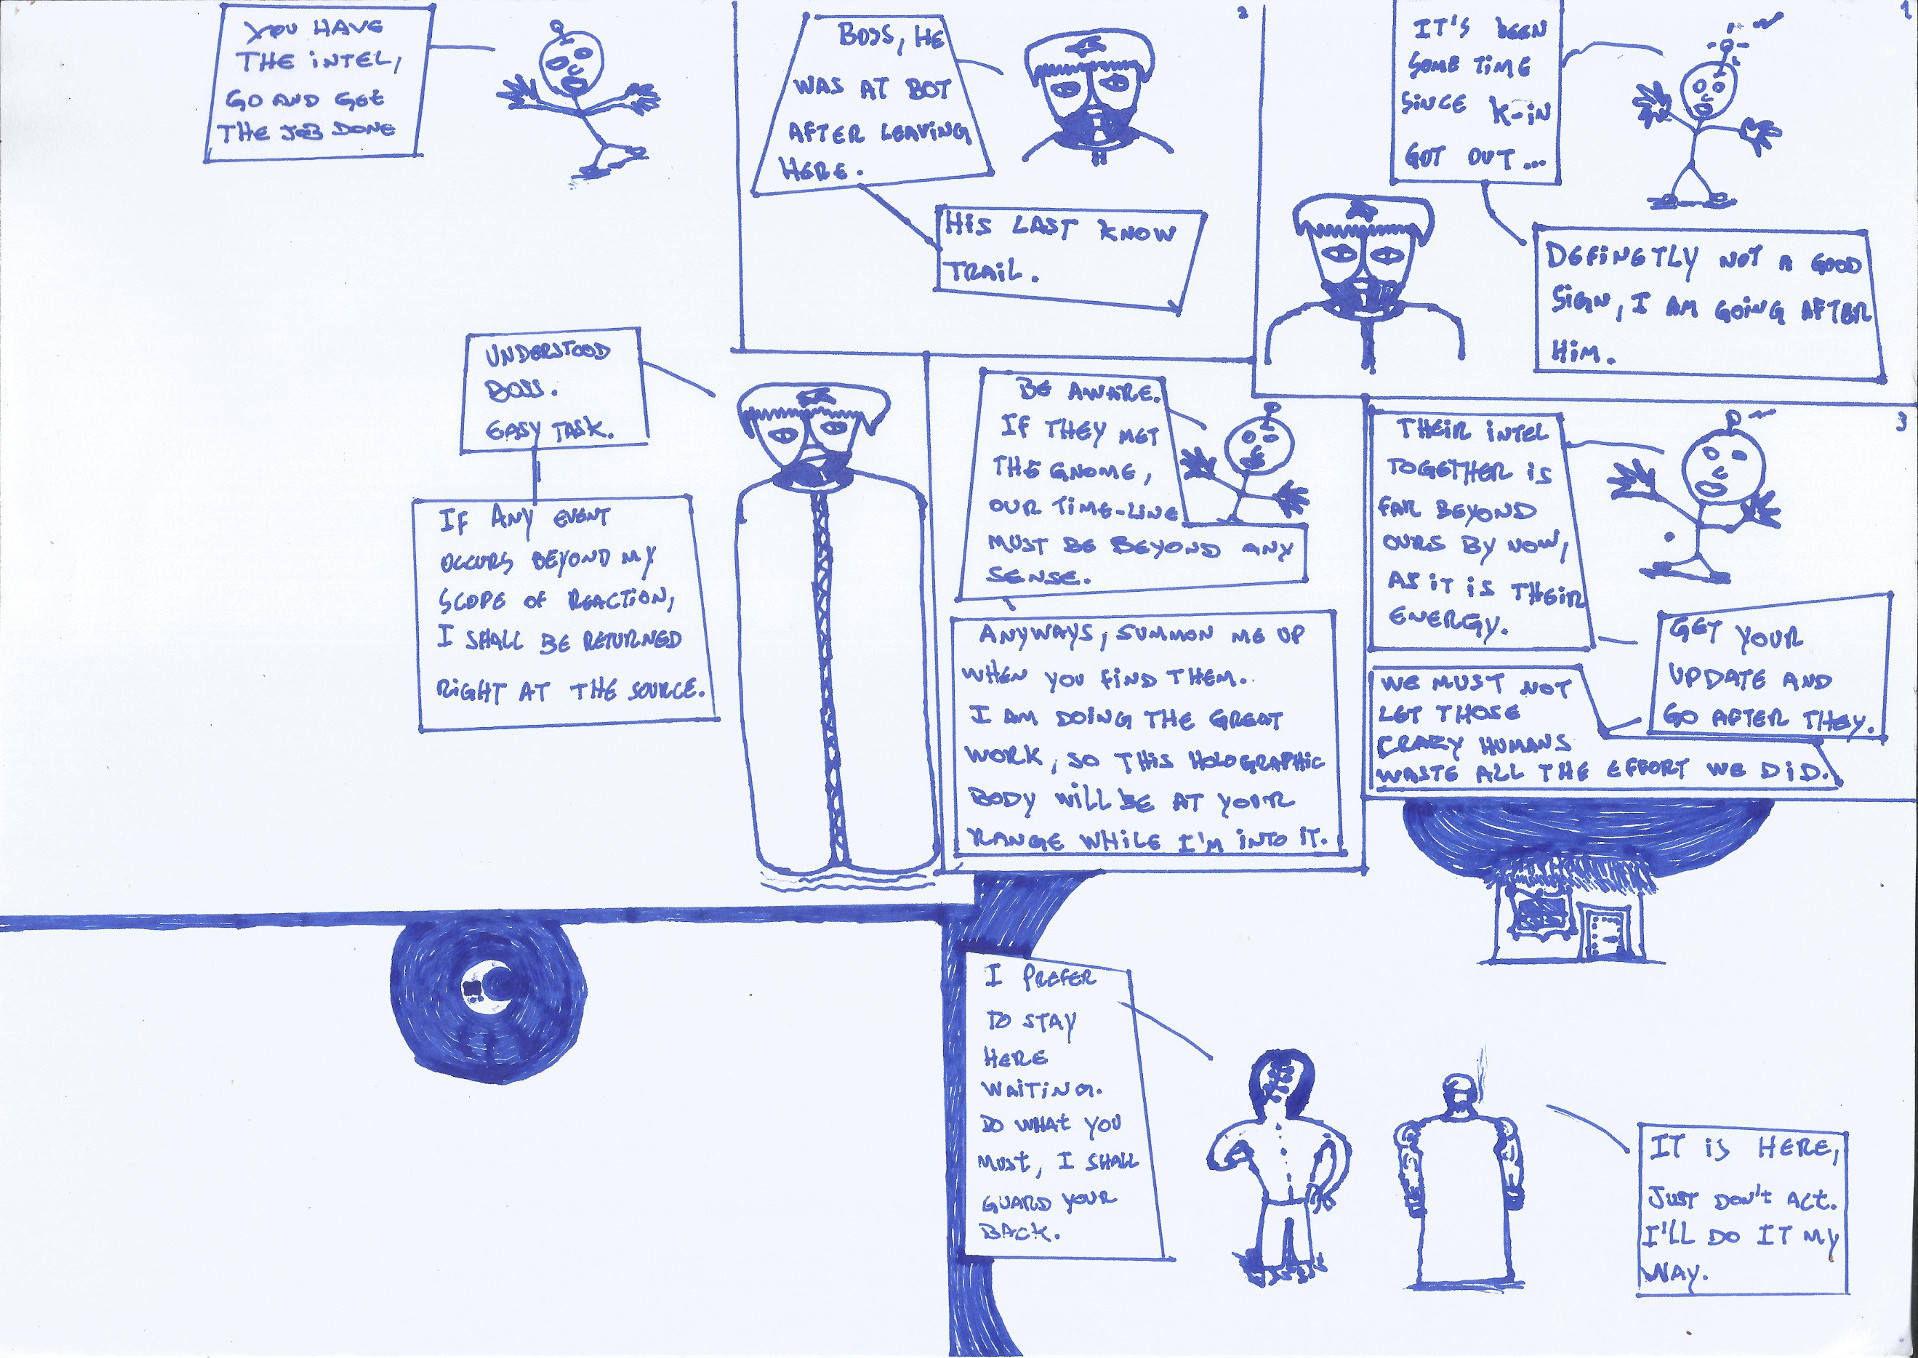 1
IT'S BEEN
SOME TIME
SINCE K-IN
GOT OUT...
DEFINETLY NOT A GOOD
SIGN, I AM GOING AFTER
HIM.
2
BOSS, HE
WAS AT BOT
AFTER LEAVING
HERE.
HIS LAST KNOW
TRAIL.
3
THEIR INTEL
TOGETHER IS
FAR BEYOND
OURS BY NOW,
AS IT IS THEIR
ENERGY.
GET YOUR
UPDATE AND
GO AFTER THEY.
WE MUST NOT
LET THOSE
CRAZY HUMANS
WASTE ALL THE EFFORT WE DID.
BE AWARE.
IF THEY MET
THE GNOME,
OUR TIME-LINE
MUST BE BEYOND ANY
SENSE.
ANYWAYS, SUMMON ME UP
WHEN YOU FIND THEM.
I AM DOING THE GREAT
WORK, SO THIS HOLOGRAPHIC
BODY WILL BE AT YOUR
RANGE WHILE I'M INTO IT.
YOU HAVE
THE INTEL,
GO AND GET
THE JOB DONE
UNDERSTOOD
BOSS.
EASY TASK.
IF ANY EVENT
OCCURS BEYOND MY
SCOPE OF REACTION,
I SHALL BE RETURNED
RIGHT AT THE SOURCE.
IT IS HERE,
JUST DON'T ACT.
I'LL DO IT MY
WAY.
I PREFER
TO STAY
HERE
WAITING.
DO WHAT YOU
MUST, I SHALL
GUARD YOUR
BACK.